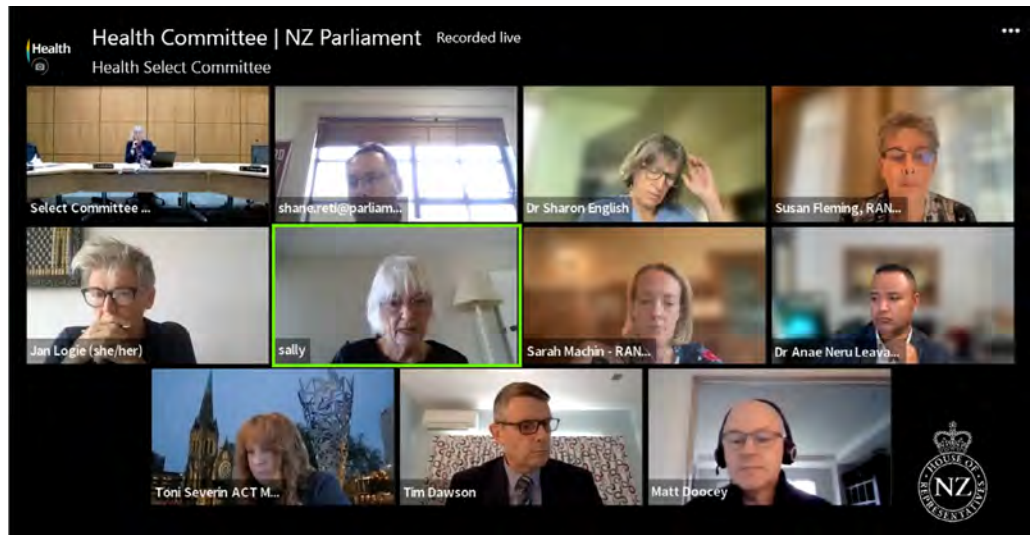 Health
Health Committee | NZ Parliament Recorded live
Health Select Committee
Select Committee ...
shane.reti@parliam...
Dr Sharon English
Susan Fleming, RAN...
Jan Logie (she/her)
sally
Sarah Machin - RAN...
Dr Anae Neru Leava...
Toni Severin ACT M...
Tim Dawson
Matt Doocey
HOUSE OF
NZ
REPRESENTATIVES